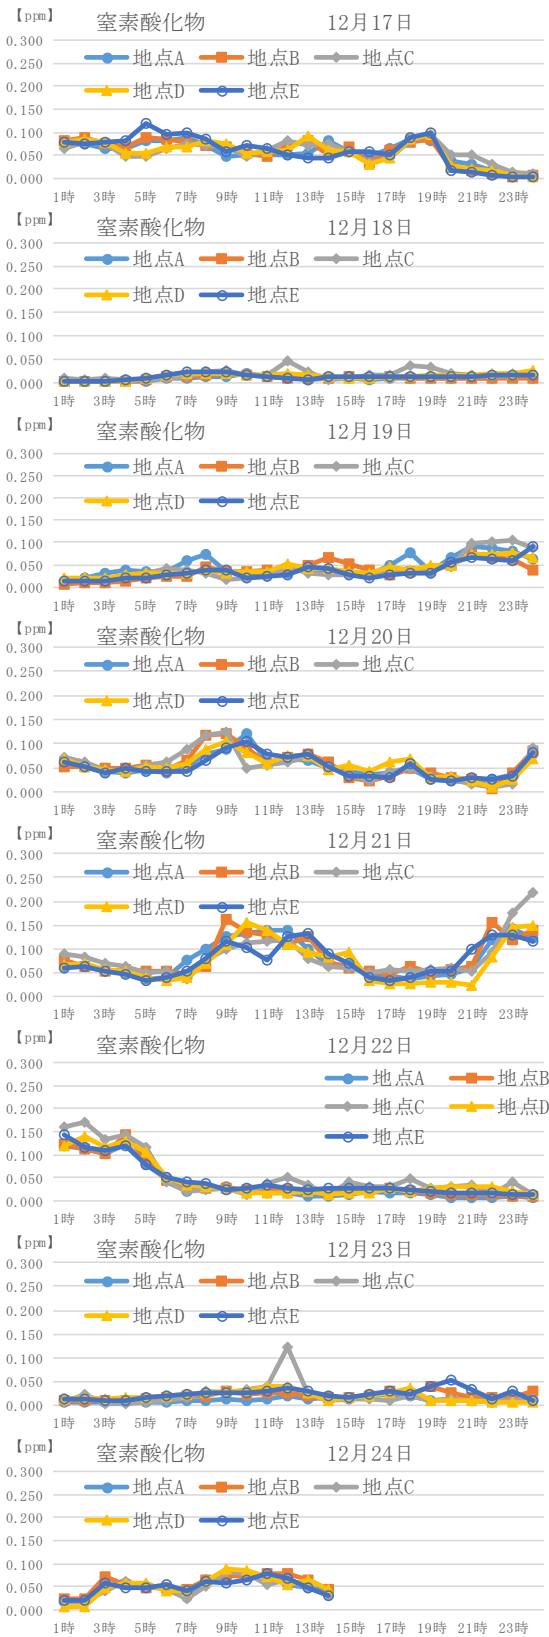 【ppm】 窒素酸化物 12月17日
0.300
0.250 地点A 地点B 地点C
0.200
0.150 地点D 地点E
0.100
0.050
0.000
1時 3時 5時 7時 9時 11時 13時 15時 17時 19時 21時 23時
【ppm】 窒素酸化物 12月18日
0.300
0.250 地点A 地点B 地点C
0.200 地点D 地点E
0.150
0.100
0.050
0.000
1時 3時 5時 7時 9時 11時 13時 15時 17時 19時 21時 23時
【ppm】 窒素酸化物 12月19日
0.300
0.250 地点A 地点B 地点C
0.200 地点D 地点E
0.150
0.100
0.050
0.000
1時 3時 5時 7時 9時 11時 13時 15時 17時 19時 21時 23時
【ppm】 窒素酸化物 12月20日
0.300
0.250 地点A 地点B 地点C
0.200 地点D 地点E
0.150
0.100
0.050
0.000
1時 3時 5時 7時 9時 11時 13時 15時 17時 19時 21時 23時
【ppm】 窒素酸化物 12月21日
0.300
0.250 地点A 地点B 地点C
0.200 地点D 地点E
0.150
0.100
0.050
0.000
1時 3時 5時 7時 9時 11時 13時 15時 17時 19時 21時 23時
【ppm】 窒素酸化物 12月22日
0.300 地点A 地点B
0.250
0.200 地点C 地点D
0.150 地点E
0.100
0.050
0.000
1時 3時 5時 7時 9時 11時 13時 15時 17時 19時 21時 23時
【ppm】 窒素酸化物 12月23日
0.300
0.250 地点A 地点B 地点C
0.200 地点D 地点E
0.150
0.100
0.050
0.000
1時 3時 5時 7時 9時 11時 13時 15時 17時 19時 21時 23時
【ppm】 窒素酸化物 12月24日
0.300
0.250 地点A 地点B 地点C
0.200 地点D 地点E
0.150
0.100
0.050
0.000
1時 3時 5時 7時 9時 11時 13時 15時 17時 19時 21時 23時